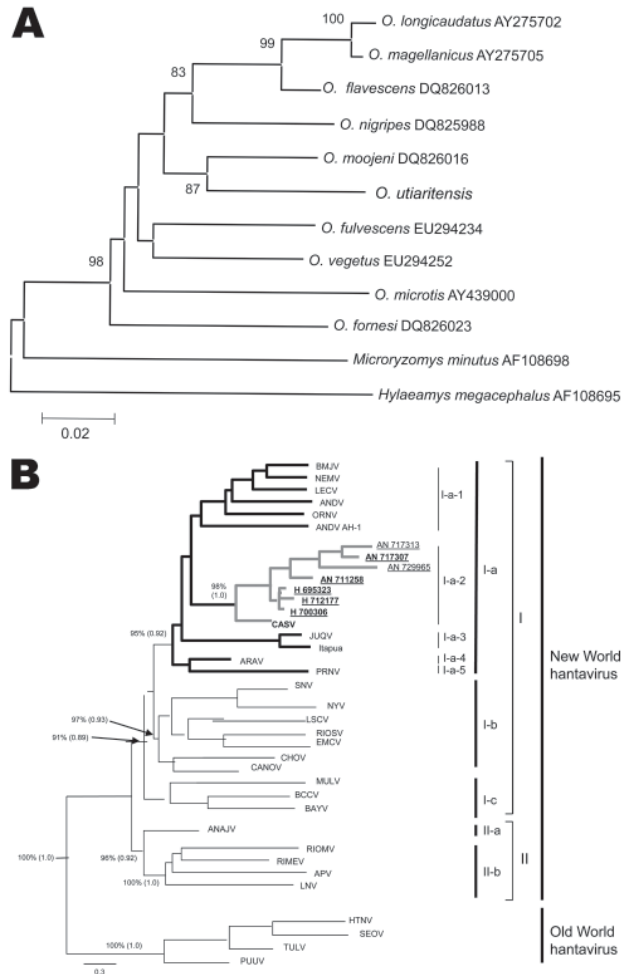 A
100
O. longicaudatus AY275702
99
O. magellanicus AY275705
83
O. flavescens DQ826013
O. nigripes DQ825988
O. moojeni DQ826016
87
O. utiaritensis
O. fulvescens EU294234
98
O. vegetus EU294252
O. microtis AY439000
O. fornesi DQ826023
Microryzomys minutus AF108698
Hylaeamys megacephalus AF108695
0.02
B
BMJV
NEMV
LECV
ANDV
ORNV
ANDV AH-1
I-a-1
AN 717313
AN 717307
AN 729965
AN 711258
H 695323
H 712177
H 700306
CASV
98%
(1.0)
I-a-2
JUQV
Itapua
I-a-3
95% (0.92)
ARAV
I-a-4
PRNV
I-a-5
I-a
SNV
NYV
97% (0.93)
LSCV
RIOSV
EMCV
91% (0.89)
CHOV
CANOV
I-b
MULV
BCCV
BAYV
I-c
I
ANAJV
II-a
96% (0.92)
RIOMV
RIMEV
APV
100% (1.0)
LNV
II-b
II
New World
hantavirus
100% (1.0)
HTNV
SEOV
100% (1.0)
TULV
PUUV
Old World
hantavirus
0.3